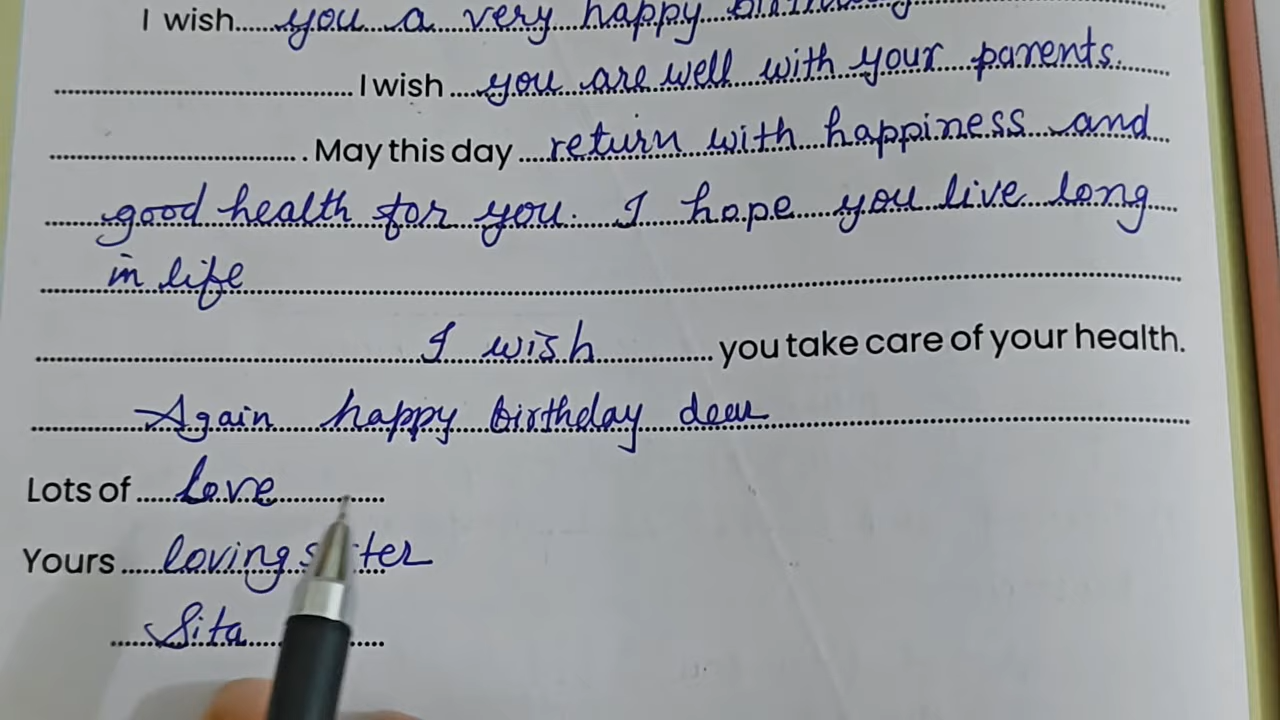 I wish you a very happy birthday
I wish you are well with your parents.
. May this day return with happiness and
good health for you. I hope you live long
in life
I wish you take care of your health.
Again happy birthday dear
Lots of love
Yours loving sister
Sita